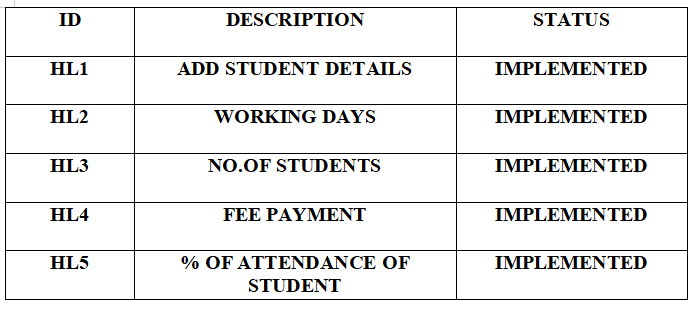 ID DESCRIPTION STATUS
HL1 ADD STUDENT DETAILS IMPLEMENTED
HL2 WORKING DAYS IMPLEMENTED
HL3 NO.OF STUDENTS IMPLEMENTED
HL4 FEE PAYMENT IMPLEMENTED
HL5 % OF ATTENDANCE OF IMPLEMENTED
STUDENT